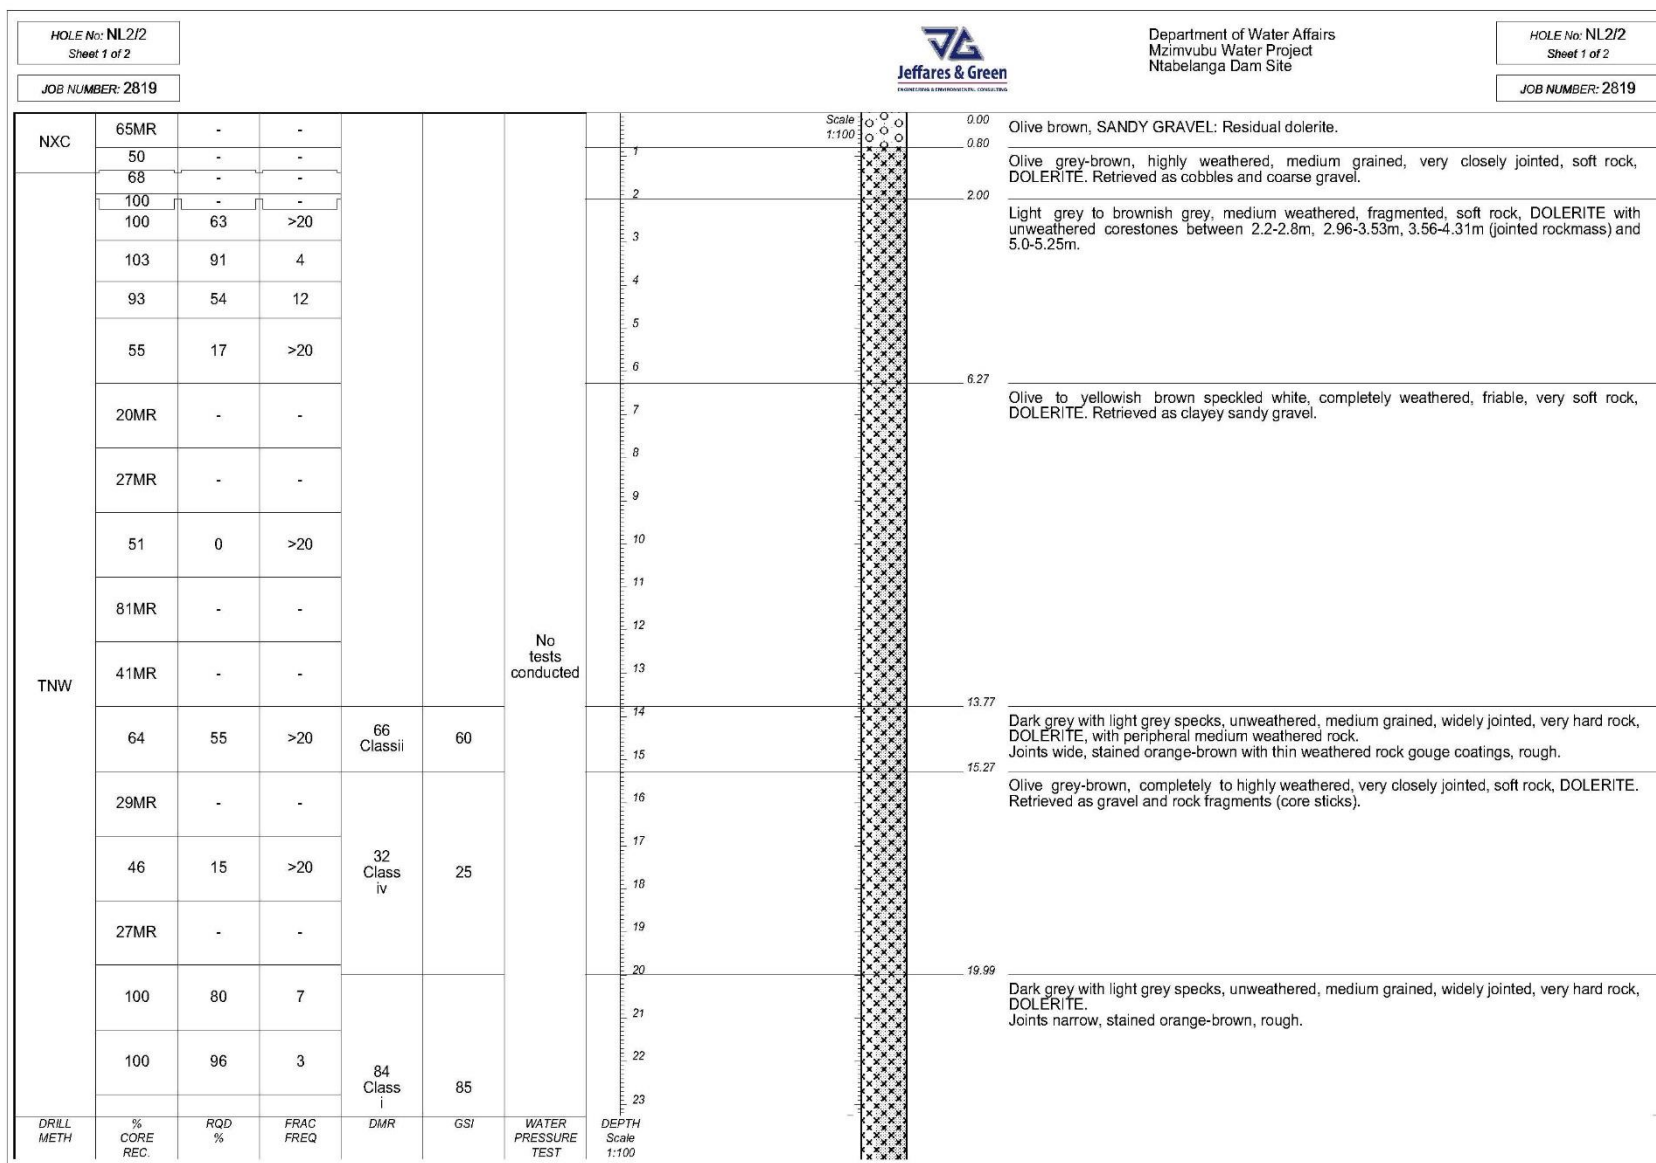 HOLE No: NL2/2
Sheet 1 of 2
JOB NUMBER: 2819
JG
Jeffares & Green
ENGINEERING & ENVIRONMENTAL CONSULTING
Department of Water Affairs
Mzimvubu Water Project
Ntabelanga Dam Site
HOLE No: NL2/2
Sheet 1 of 2
JOB NUMBER: 2819
NXC
65MR - -
50 - -
68 - -
TNW
100 - -
100 63 >20
103 91 4
93 54 12
55 17 >20
20MR - -
27MR - -
51 0 >20
81MR - -
41MR - -
64 55 >20
29MR - -
46 15 >20
27MR - -
100 80 7
100 96 3
66
Classii
60
32
Class
iv
25
84
Class
i
85
No
tests
conducted
1
2
3
4
5
6
7
8
9
10
11
12
13
14
15
16
17
18
19
20
21
22
23
Scale
1:100
0.00
Olive brown, SANDY GRAVEL: Residual dolerite.
0.80
Olive grey-brown, highly weathered, medium grained, very closely jointed, soft rock,
DOLERITE. Retrieved as cobbles and coarse gravel.
2.00
Light grey to brownish grey, medium weathered, fragmented, soft rock, DOLERITE with
unweathered corestones between 2.2-2.8m, 2.96-3.53m, 3.56-4.31m (jointed rockmass) and
5.0-5.25m.
6.27
Olive to yellowish brown speckled white, completely weathered, friable, very soft rock,
DOLERITE. Retrieved as clayey sandy gravel.
13.77
Dark grey with light grey specks, unweathered, medium grained, widely jointed, very hard rock,
DOLERITE, with peripheral medium weathered rock.
Joints wide, stained orange-brown with thin weathered rock gouge coatings, rough.
15.27
Olive grey-brown, completely to highly weathered, very closely jointed, soft rock, DOLERITE.
Retrieved as gravel and rock fragments (core sticks).
19.99
Dark grey with light grey specks, unweathered, medium grained, widely jointed, very hard rock,
DOLERITE.
Joints narrow, stained orange-brown, rough.
DRILL
METH
%
CORE
REC.
RQD
%
FRAC
FREQ
DMR
GSI
WATER
PRESSURE
TEST
DEPTH
Scale
1:100